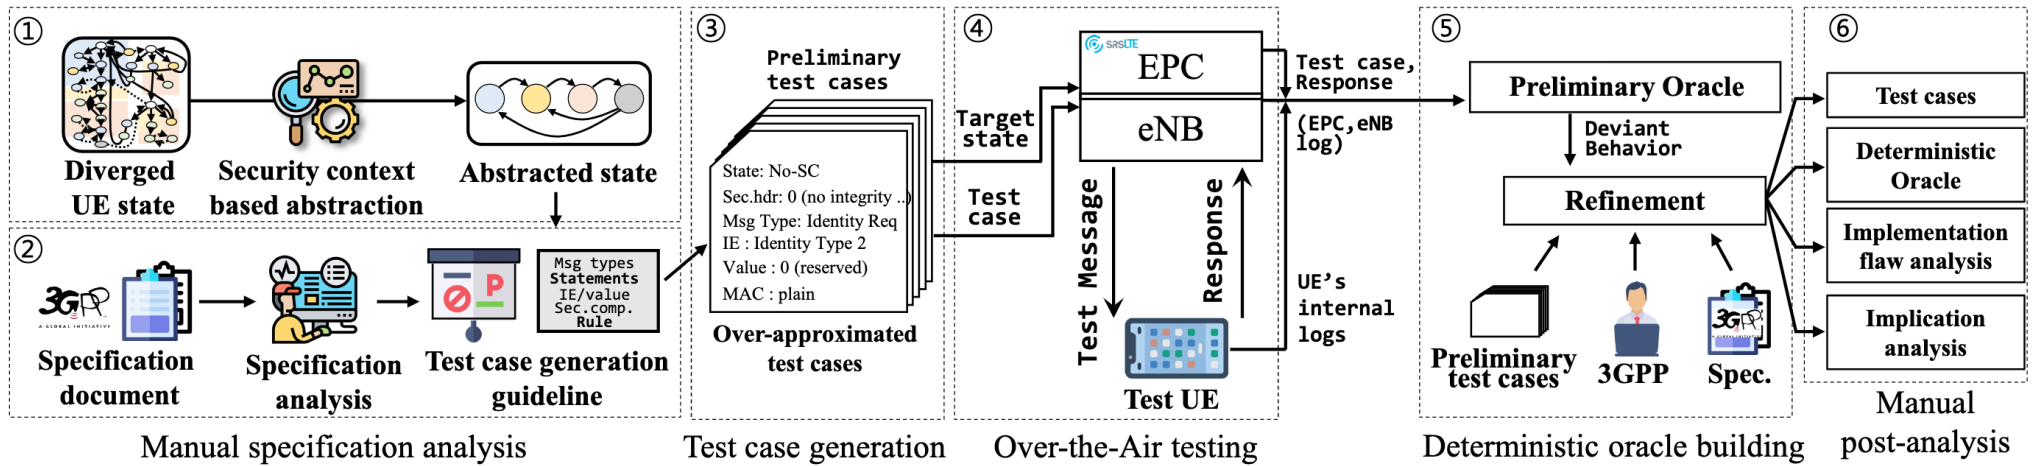 ①
Diverged
UE state
Security context
based abstraction
Abstracted state
②
3GPP
A GLOBAL INITIATIVE
Specification
document
Specification
analysis
P
Test case generation
guideline
Msg types
Statements
IE/value
Sec.comp.
Rule
Manual specification analysis
③
Preliminary
test cases
State: No-SC
Sec.hdr: 0 (no integrity ..)
Msg Type: Identity Req
IE : Identity Type 2
Value : 0 (reserved)
MAC : plain
Over-approximated
test cases
Test case generation
④
Target
state
Test
case
srsLTE
EPC
eNB
Test Message
Response
Test UE
Test case,
Response
(EPC,eNB
log)
UE's
internal
logs
Over-the-Air testing
⑤
Preliminary Oracle
Deviant
Behavior
Refinement
Preliminary
test cases
3GPP
3GPP
Spec.
Deterministic oracle building
⑥
Test cases
Deterministic
Oracle
Implementation
flaw analysis
Implication
analysis
Manual
post-analysis